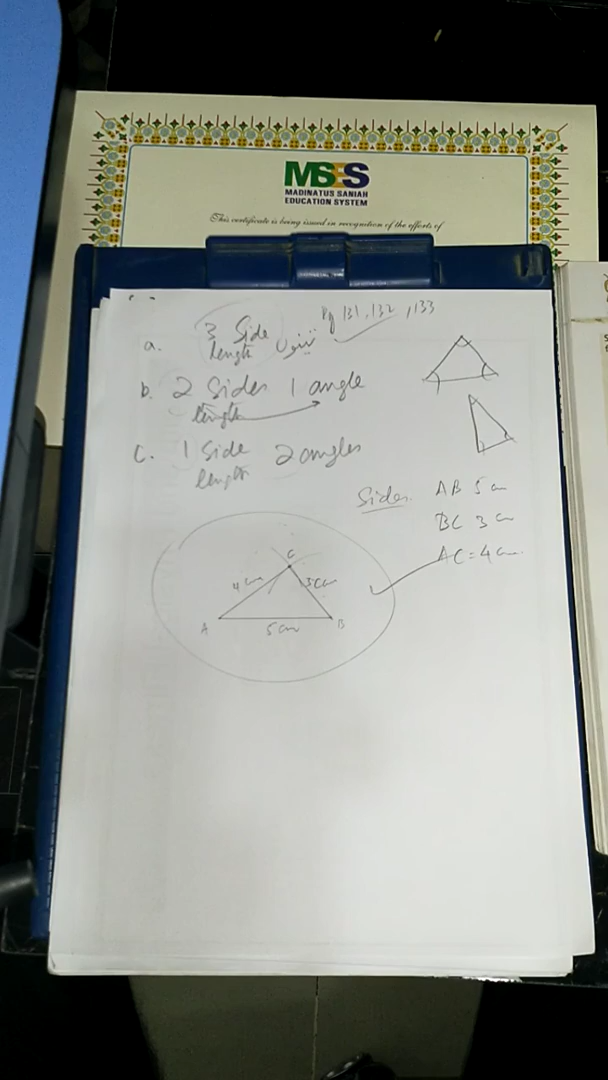 MSES
MADINATUS SANIAH
EDUCATION SYSTEM
This certificate is being issued in recognition of the efforts of
Pg 131, 132, 133
a. 3 Side
length تینوں
b. 2 Sides 1 angle
length
c. 1 Side 2 angles
length
Sides. AB 5 cm
BC 3 cm
AC = 4 cm
C
4 cm 3 cm
A B
5 cm